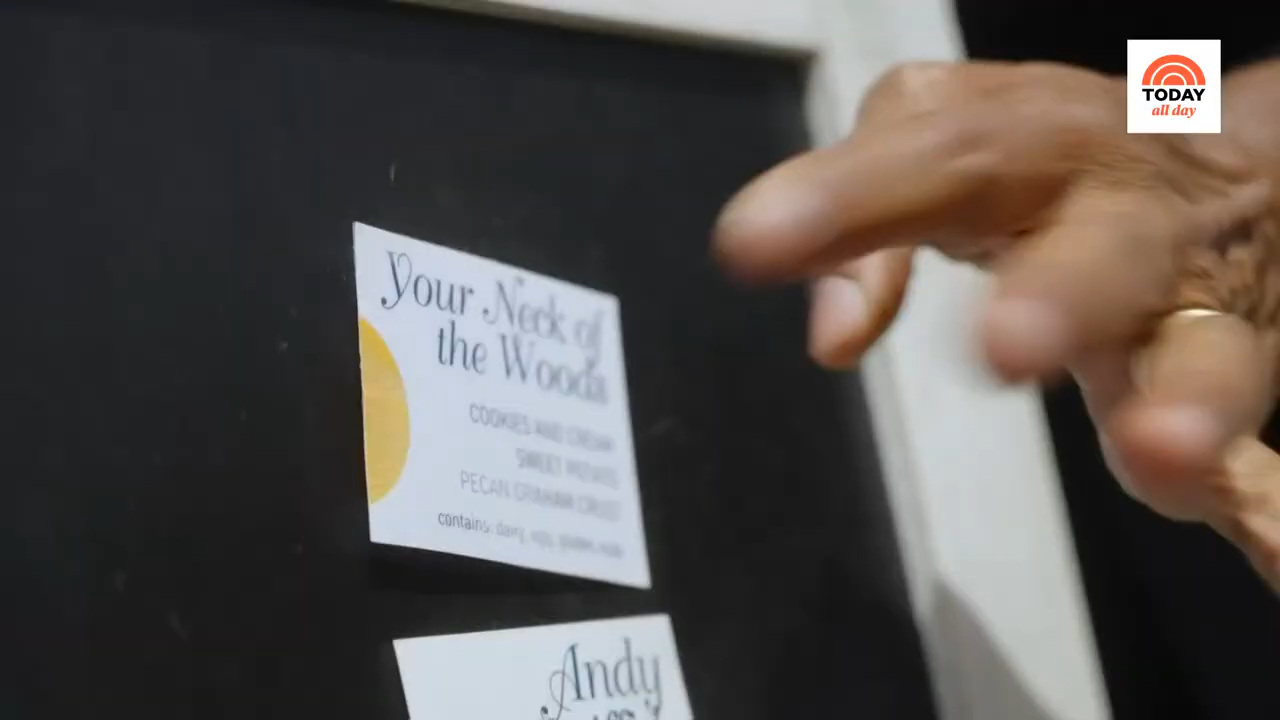 TODAY
all day
Your Neck of
the Woods
COOKIES AND CREAM
SWEET POTATO
PECAN GRAHAM CRUST
contains: dairy, egg, gluten, nuts
Andy